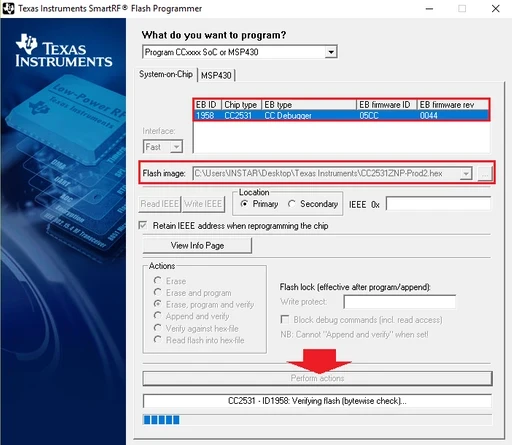 Texas Instruments SmartRF® Flash Programmer
TEXAS
INSTRUMENTS
Low-Power RF
Texas Instruments
What do you want to program?
Program CCxxxx SoC or MSP430
System-on-Chip MSP430
EB ID Chip type EB type EB firmware ID EB firmware rev
1958 CC2531 CC Debugger 05CC 0044
Interface:
Fast
Flash image: C:\Users\INSTAR\Desktop\Texas Instruments\CC2531ZNP-Prod2.hex ...
Location
Read IEEE Write IEEE Primary Secondary IEEE 0x
Retain IEEE address when reprogramming the chip
View Info Page
Actions
Erase
Erase and program
Erase, program and verify
Append and verify
Verify against hex-file
Read flash into hex-file
Flash lock (effective after program/append):
Write protect:
Block debug commands (incl. read access)
NB: Cannot "Append and verify" when set!
Perform actions
CC2531 - ID1958: Verifying flash (bytewise check)...